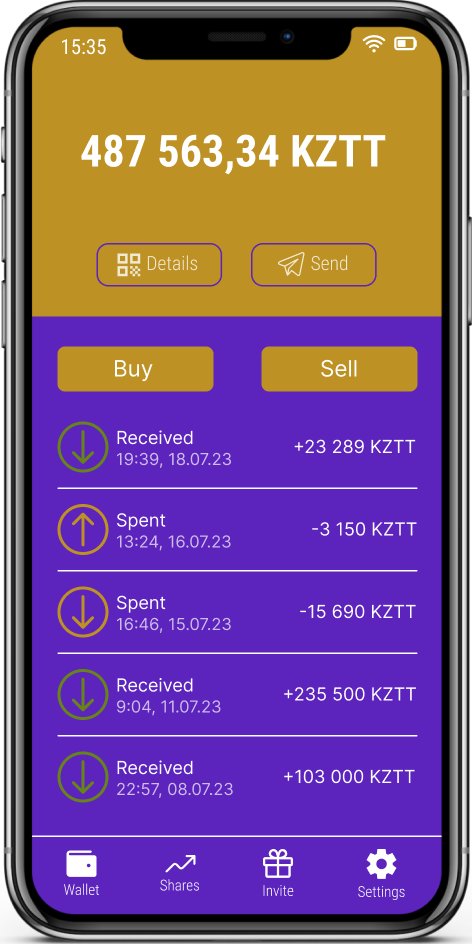 15:35
487 563,34 KZTT
Details Send
Buy Sell
Received
19:39, 18.07.23
+23 289 KZTT
Spent
13:24, 16.07.23
-3 150 KZTT
Spent
16:46, 15.07.23
-15 690 KZTT
Received
9:04, 11.07.23
+235 500 KZTT
Received
22:57, 08.07.23
+103 000 KZTT
Wallet Shares Invite Settings